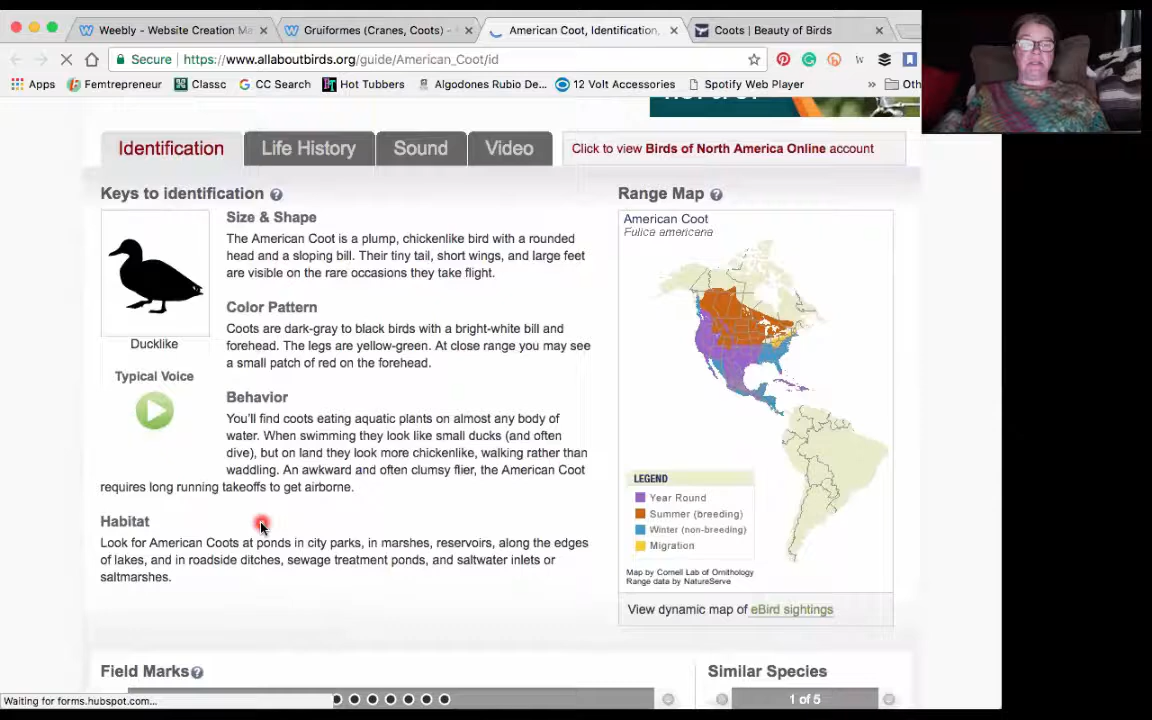 Weebly - Website Creation Ma
Gruiformes (Cranes, Coots) -
American Coot, Identification,
Coots | Beauty of Birds
Secure
https://www.allaboutbirds.org/guide/American_Coot/id
Apps
Femtrepreneur
Classc
CC Search
Hot Tubbers
Algodones Rubio De...
12 Volt Accessories
Spotify Web Player
»
Oth
Identification
Life History
Sound
Video
Click to view Birds of North America Online account
Keys to identification ?
Ducklike
Typical Voice
Size & Shape
The American Coot is a plump, chickenlike bird with a rounded
head and a sloping bill. Their tiny tail, short wings, and large feet
are visible on the rare occasions they take flight.
Color Pattern
Coots are dark-gray to black birds with a bright-white bill and
forehead. The legs are yellow-green. At close range you may see
a small patch of red on the forehead.
Behavior
You'll find coots eating aquatic plants on almost any body of
water. When swimming they look like small ducks (and often
dive), but on land they look more chickenlike, walking rather than
waddling. An awkward and often clumsy flier, the American Coot
requires long running takeoffs to get airborne.
Habitat
Look for American Coots at ponds in city parks, in marshes, reservoirs, along the edges
of lakes, and in roadside ditches, sewage treatment ponds, and saltwater inlets or
saltmarshes.
Range Map ?
American Coot
Fulica americana
LEGEND
Year Round
Summer (breeding)
Winter (non-breeding)
Migration
Map by Cornell Lab of Ornithology
Range data by NatureServe
View dynamic map of eBird sightings
Field Marks ?
Similar Species
1 of 5
Waiting for forms.hubspot.com...